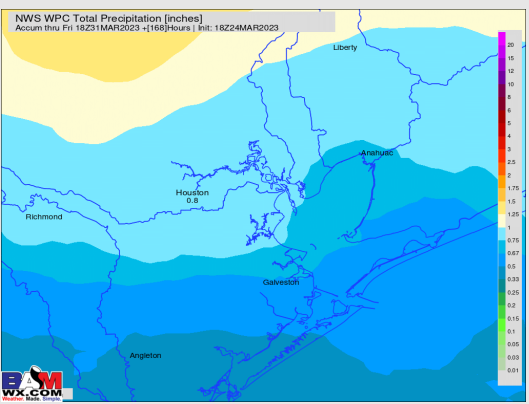 NWS WPC Total Precipitation [inches]
Accum thru Fri 18Z31MAR2023 +[168]Hours | Init: 18Z24MAR2023
Liberty
Anahuac
Houston
0.8
Richmond
Galveston
Angleton
20
15
12
10
8
6
5
4
3
2.5
2
1.75
1.5
1.25
1
0.75
0.67
0.5
0.33
0.25
0.2
0.15
0.1
0.05
0.03
0.01
BAM
WX.COM
Weather. Made. Simple.